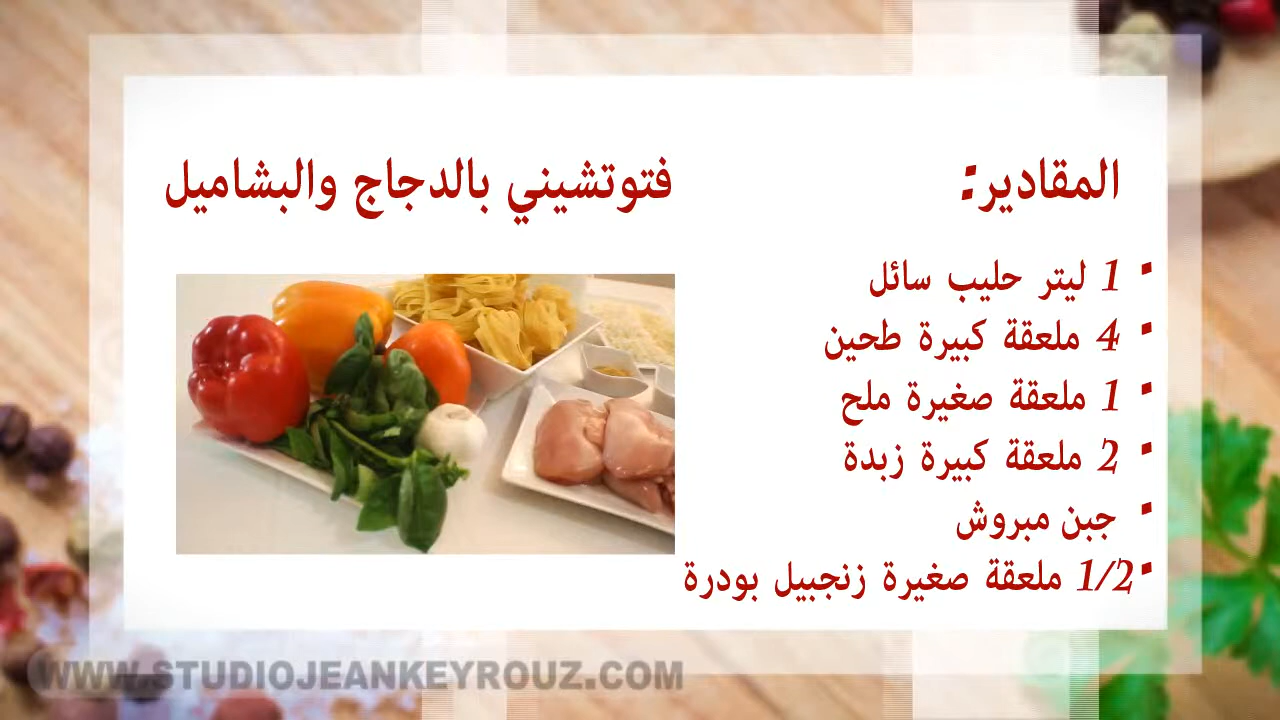 المقادير:
فتوتشيني بالدجاج والبشاميل
1 ليتر حليب سائل
4 ملعقة كبيرة طحين
1 ملعقة صغيرة ملح
2 ملعقة كبيرة زبدة
جبن مبروش
1/2 ملعقة صغيرة زنجبيل بودرة
WWW.STUDIOJEANKEYROUZ.COM